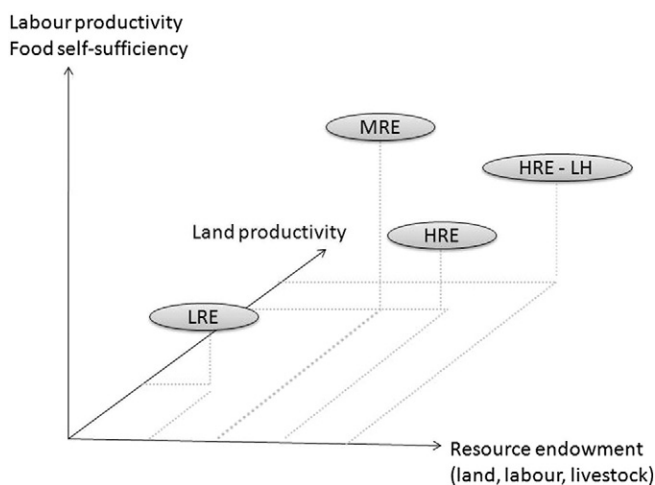 Labour productivity
Food self-sufficiency
MRE
HRE - LH
Land productivity
HRE
LRE
Resource endowment
(land, labour, livestock)